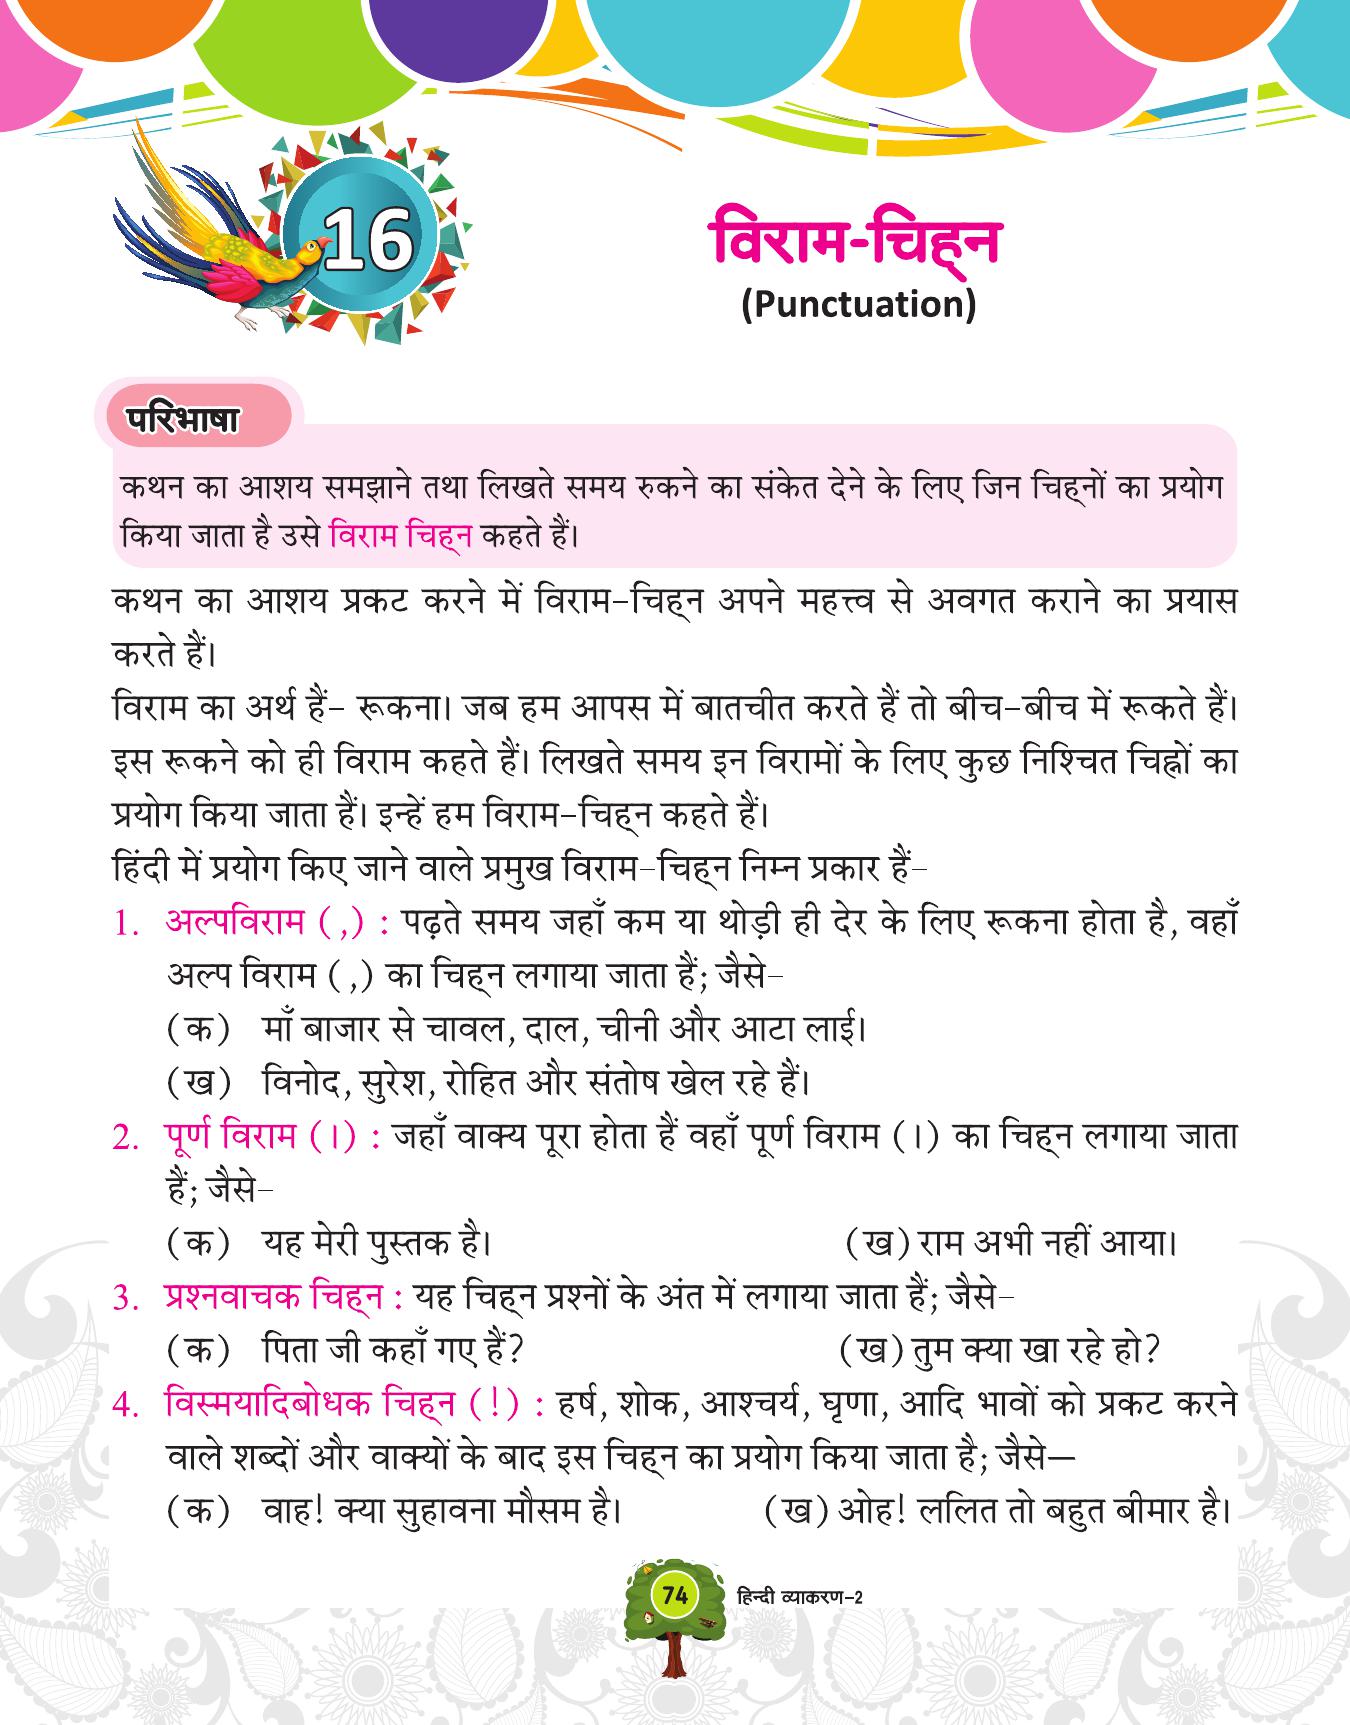 16
विराम-चिह्न
(Punctuation)
परिभाषा
कथन का आशय समझाने तथा लिखते समय रुकने का संकेत देने के लिए जिन चिह्नों का प्रयोग
किया जाता है उसे विराम चिह्न कहते हैं।
कथन का आशय प्रकट करने में विराम-चिह्न अपने महत्त्व से अवगत कराने का प्रयास
करते हैं।
विराम का अर्थ हैं- रूकना। जब हम आपस में बातचीत करते हैं तो बीच-बीच में रूकते हैं।
इस रूकने को ही विराम कहते हैं। लिखते समय इन विरामों के लिए कुछ निश्चित चिह्नों का
प्रयोग किया जाता हैं। इन्हें हम विराम-चिह्न कहते हैं।
हिंदी में प्रयोग किए जाने वाले प्रमुख विराम-चिह्न निम्न प्रकार हैं-
1. अल्पविराम (,) : पढ़ते समय जहाँ कम या थोड़ी ही देर के लिए रूकना होता है, वहाँ
अल्प विराम (,) का चिह्न लगाया जाता हैं; जैसे-
(क) माँ बाजार से चावल, दाल, चीनी और आटा लाई।
(ख) विनोद, सुरेश, रोहित और संतोष खेल रहे हैं।
2. पूर्ण विराम (।) : जहाँ वाक्य पूरा होता हैं वहाँ पूर्ण विराम (।) का चिह्न लगाया जाता
हैं; जैसे-
(क) यह मेरी पुस्तक है। (ख) राम अभी नहीं आया।
3. प्रश्नवाचक चिह्न : यह चिह्न प्रश्नों के अंत में लगाया जाता हैं; जैसे-
(क) पिता जी कहाँ गए हैं? (ख) तुम क्या खा रहे हो?
4. विस्मयादिबोधक चिह्न (!) : हर्ष, शोक, आश्चर्य, घृणा, आदि भावों को प्रकट करने
वाले शब्दों और वाक्यों के बाद इस चिह्न का प्रयोग किया जाता है; जैसे—
(क) वाह! क्या सुहावना मौसम है। (ख) ओह! ललित तो बहुत बीमार है।
74 हिन्दी व्याकरण-2